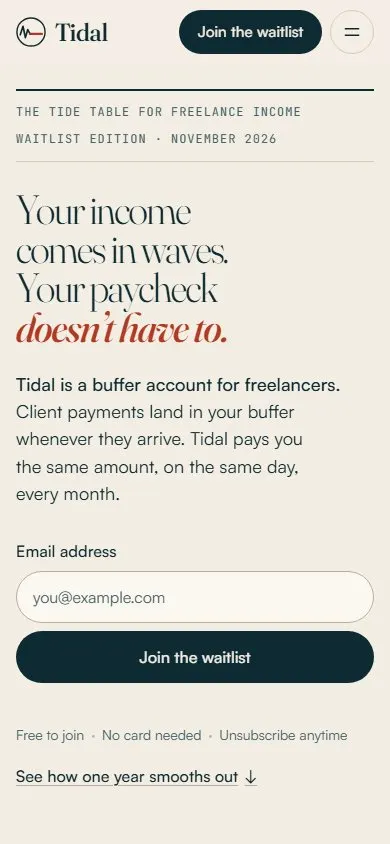 Tidal
Join the waitlist
THE TIDE TABLE FOR FREELANCE INCOME
WAITLIST EDITION · NOVEMBER 2026
Your income
comes in waves.
Your paycheck
doesn’t have to.
Tidal is a buffer account for freelancers.
Client payments land in your buffer
whenever they arrive. Tidal pays you
the same amount, on the same day,
every month.
Email address
you@example.com
Join the waitlist
Free to join · No card needed · Unsubscribe anytime
See how one year smooths out ↓